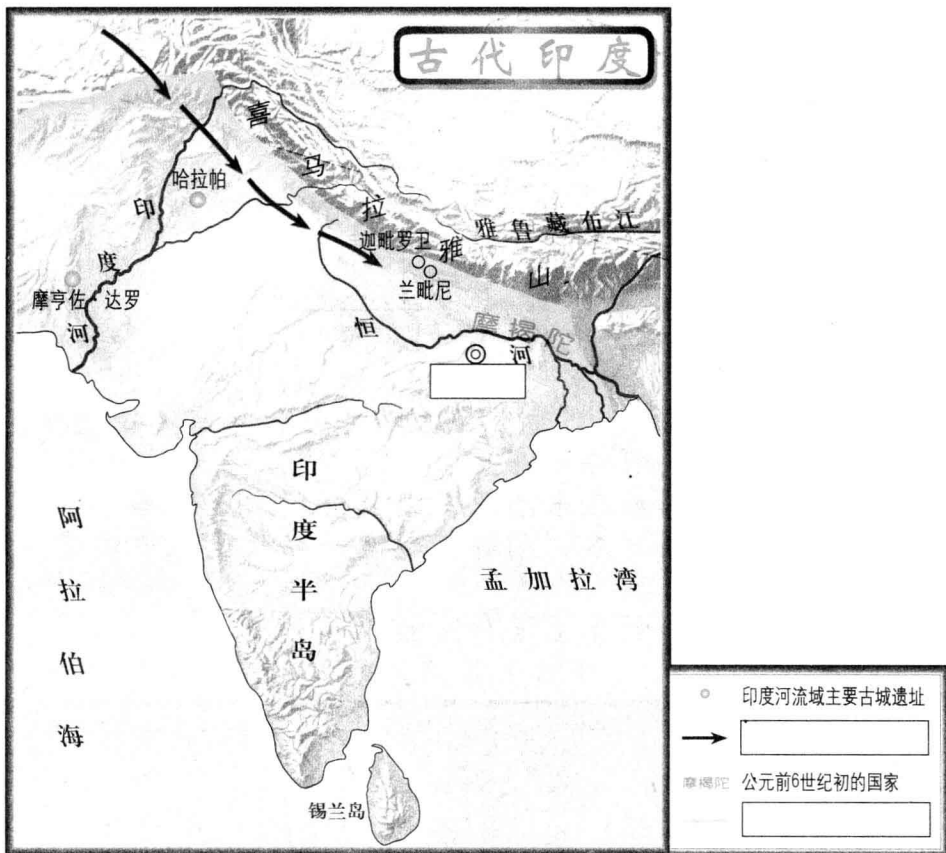 古代印度
喜马拉雅山
哈拉帕
印度河
雅鲁藏布江
迦毗罗卫
兰毗尼
摩亨佐·达罗
恒河
摩揭陀
印度半岛
阿拉伯海
孟加拉湾
锡兰岛
印度河流域主要古城遗址
摩揭陀 公元前6世纪初的国家